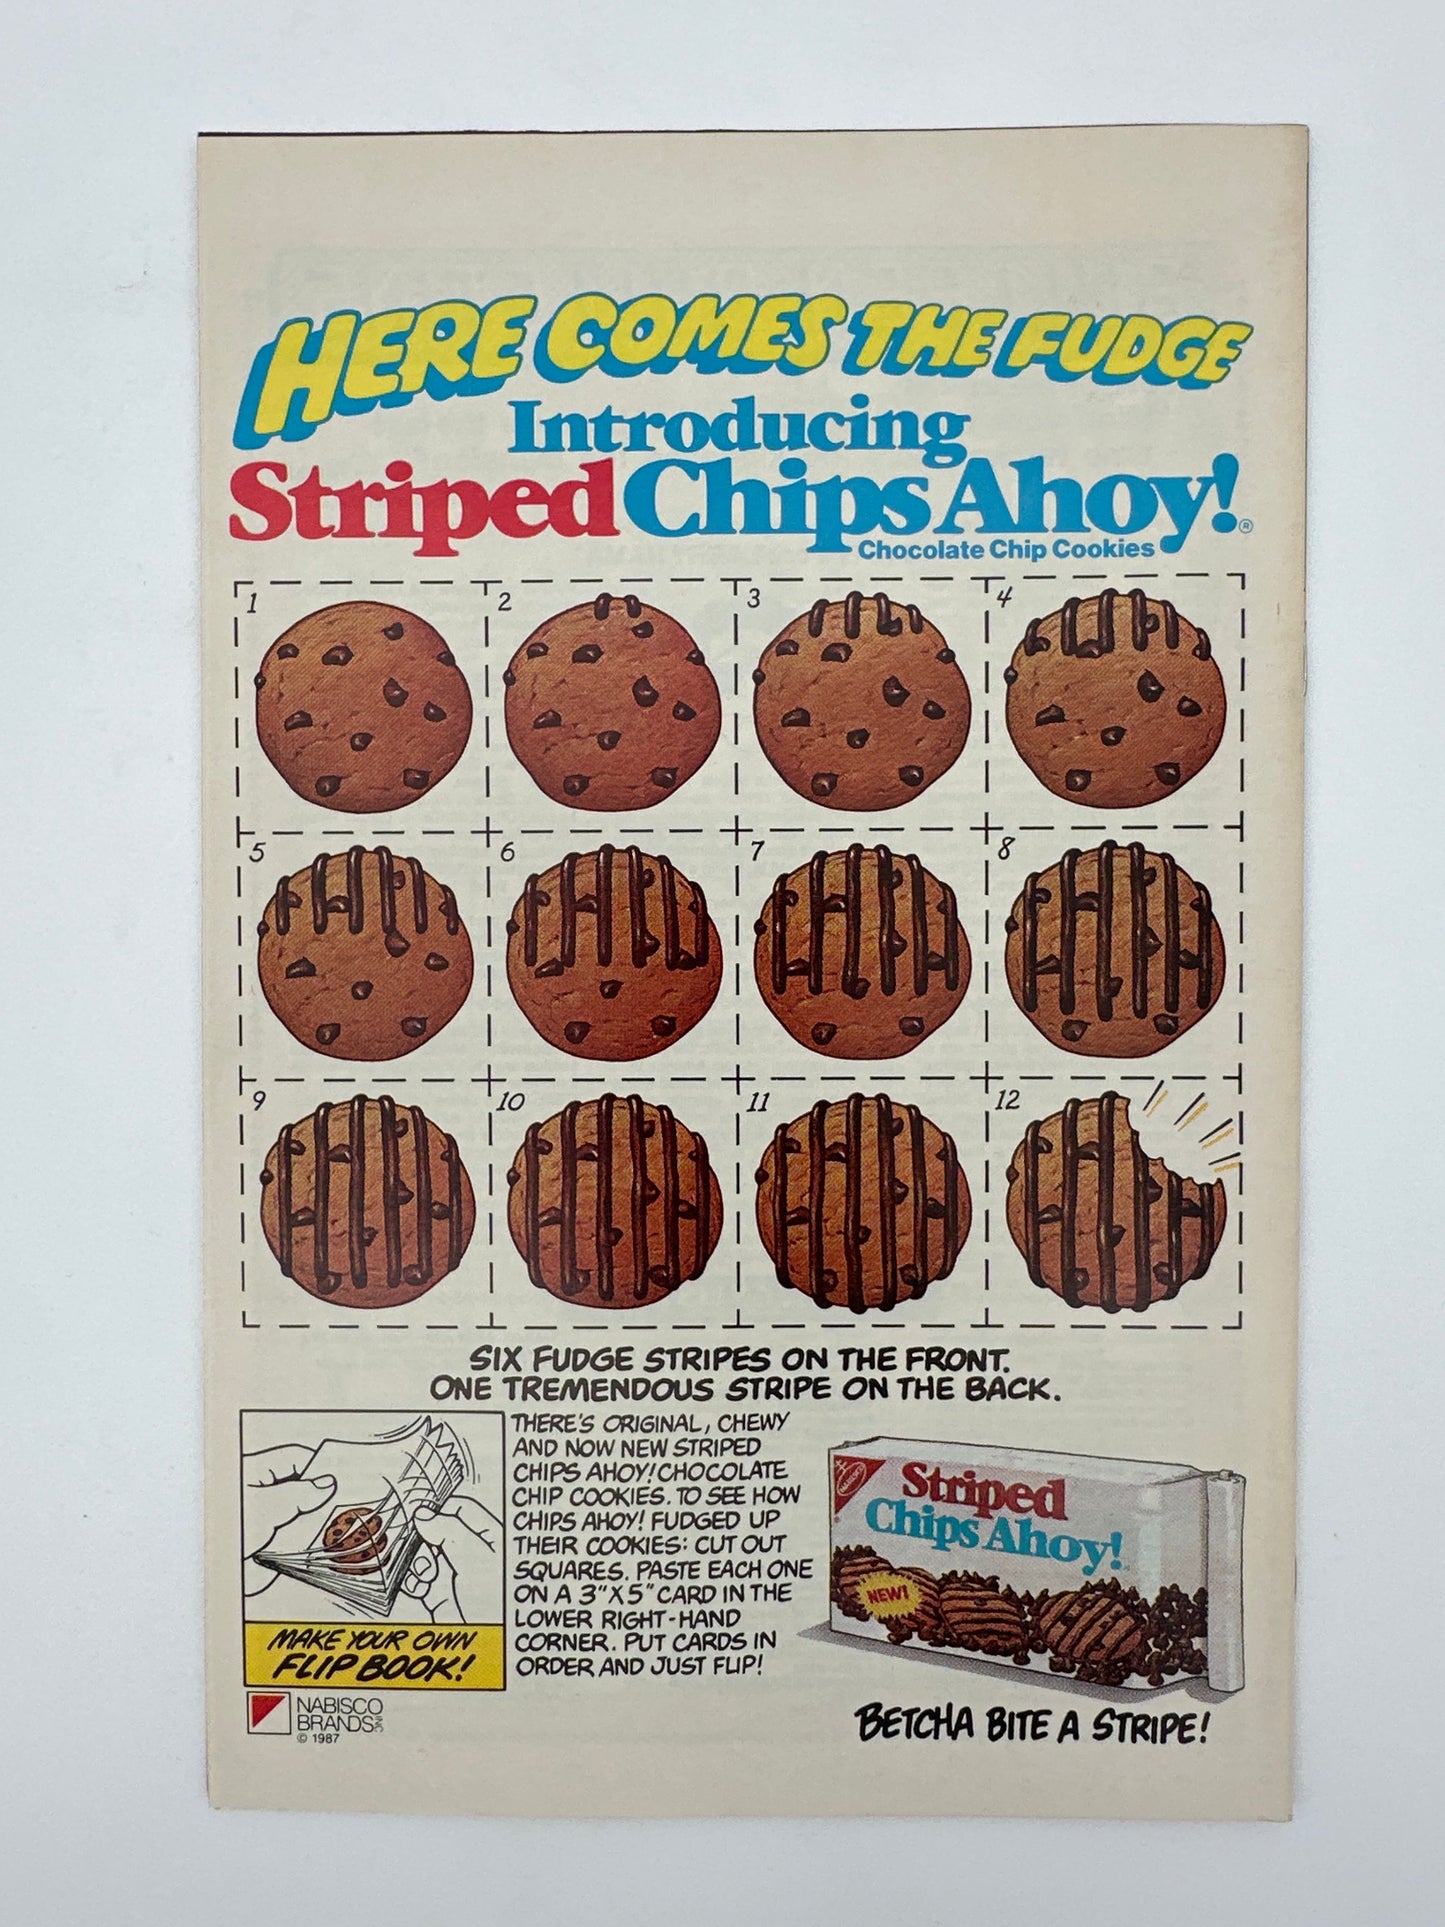 HERE COMES THE FUDGE
Introducing
Striped Chips Ahoy!®
Chocolate Chip Cookies
1
2
3
4
5
6
7
8
9
10
11
12
SIX FUDGE STRIPES ON THE FRONT.
ONE TREMENDOUS STRIPE ON THE BACK.
THERE'S ORIGINAL, CHEWY
AND NOW NEW STRIPED
CHIPS AHOY! CHOCOLATE
CHIP COOKIES. TO SEE HOW
CHIPS AHOY! FUDGED UP
THEIR COOKIES: CUT OUT
SQUARES. PASTE EACH ONE
ON A 3"X5" CARD IN THE
LOWER RIGHT-HAND
CORNER. PUT CARDS IN
ORDER AND JUST FLIP!
MAKE YOUR OWN
FLIP BOOK!
NABISCO
BRANDS INC
© 1987
NABISCO
Striped
Chips Ahoy!
NEW!
BETCHA BITE A STRIPE!